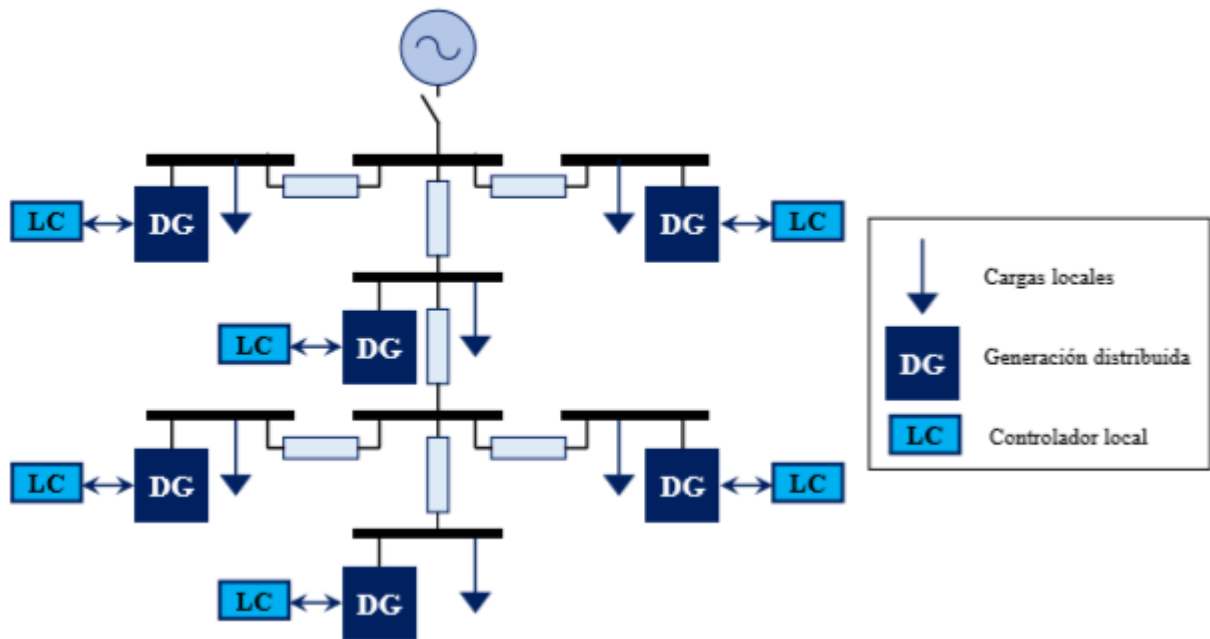 LC
DG
DG
LC
LC
DG
LC
DG
DG
LC
LC
DG
Cargas locales
DG
Generación distribuida
LC
Controlador local